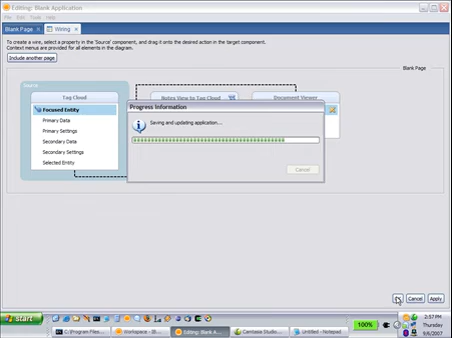 Editing: Blank Application
File Edit Tools Help
Blank Page
Wiring
To create a wire, select a property in the 'Source' component, and drag it onto the desired action in the target component.
Context menus are provided for all elements in the diagram.
Include another page
Blank Page
Source
Tag Cloud
Notes View to Tag Cloud
Document Viewer
Focused Entity
Primary Data
Primary Settings
Secondary Data
Secondary Settings
Selected Entity
Progress Information
Saving and updating application...
Cancel
Cancel
Apply
start
100%
2:57 PM
Thursday
9/6/2007
C:\Program Files...
Workspace - IB...
Editing: Blank A...
Camtasia Studio...
Untitled - Notepad